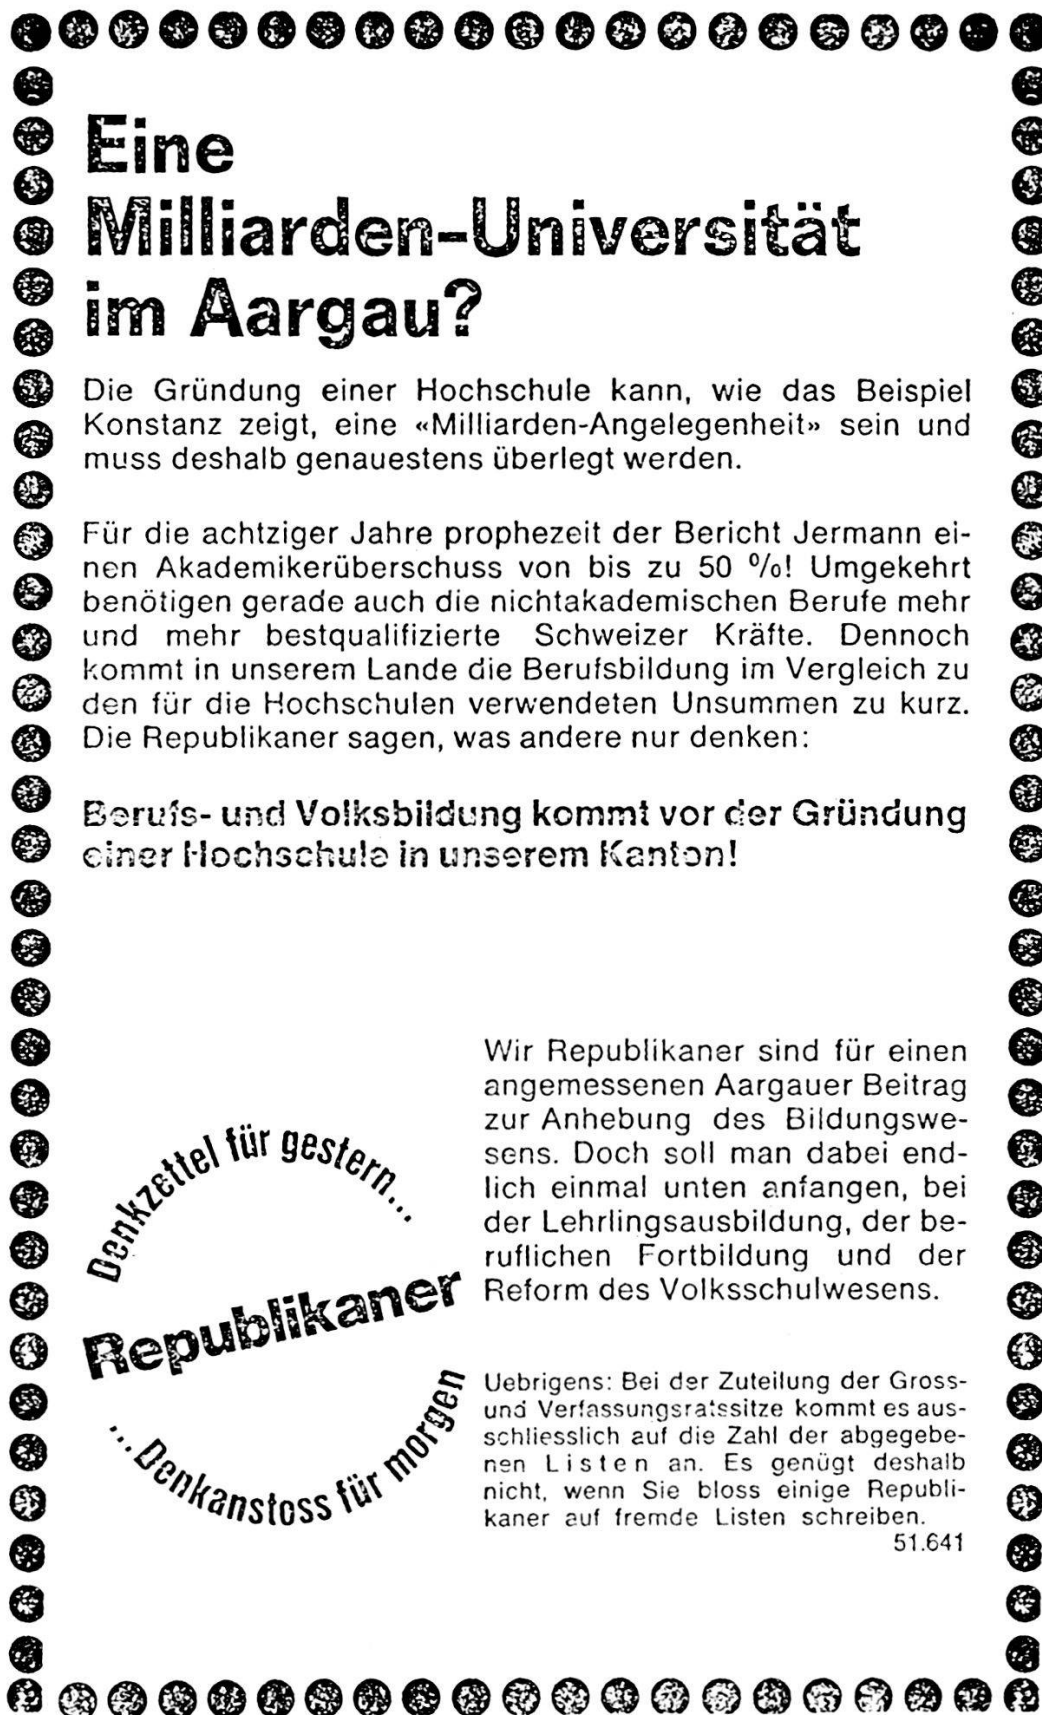 Eine
Milliarden-Universität
im Aargau?
Die Gründung einer Hochschule kann, wie das Beispiel
Konstanz zeigt, eine «Milliarden-Angelegenheit» sein und
muss deshalb genauestens überlegt werden.
Für die achtziger Jahre prophezeit der Bericht Jermann ei-
nen Akademikerüberschuss von bis zu 50 %! Umgekehrt
benötigen gerade auch die nichtakademischen Berufe mehr
und mehr bestqualifizierte Schweizer Kräfte. Dennoch
kommt in unserem Lande die Berufsbildung im Vergleich zu
den für die Hochschulen verwendeten Unsummen zu kurz.
Die Republikaner sagen, was andere nur denken:
Berufs- und Volksbildung kommt vor der Gründung
einer Hochschule in unserem Kanton!
Wir Republikaner sind für einen
angemessenen Aargauer Beitrag
zur Anhebung des Bildungswe-
sens. Doch soll man dabei end-
lich einmal unten anfangen, bei
der Lehrlingsausbildung, der be-
ruflichen Fortbildung und der
Reform des Volksschulwesens.
Denkzettel für gestern...
Republikaner
... Denkanstoss für morgen
Uebrigens: Bei der Zuteilung der Gross-
und Verfassungsratssitze kommt es aus-
schliesslich auf die Zahl der abgegebe-
nen Listen an. Es genügt deshalb
nicht, wenn Sie bloss einige Republi-
kaner auf fremde Listen schreiben.
51.641